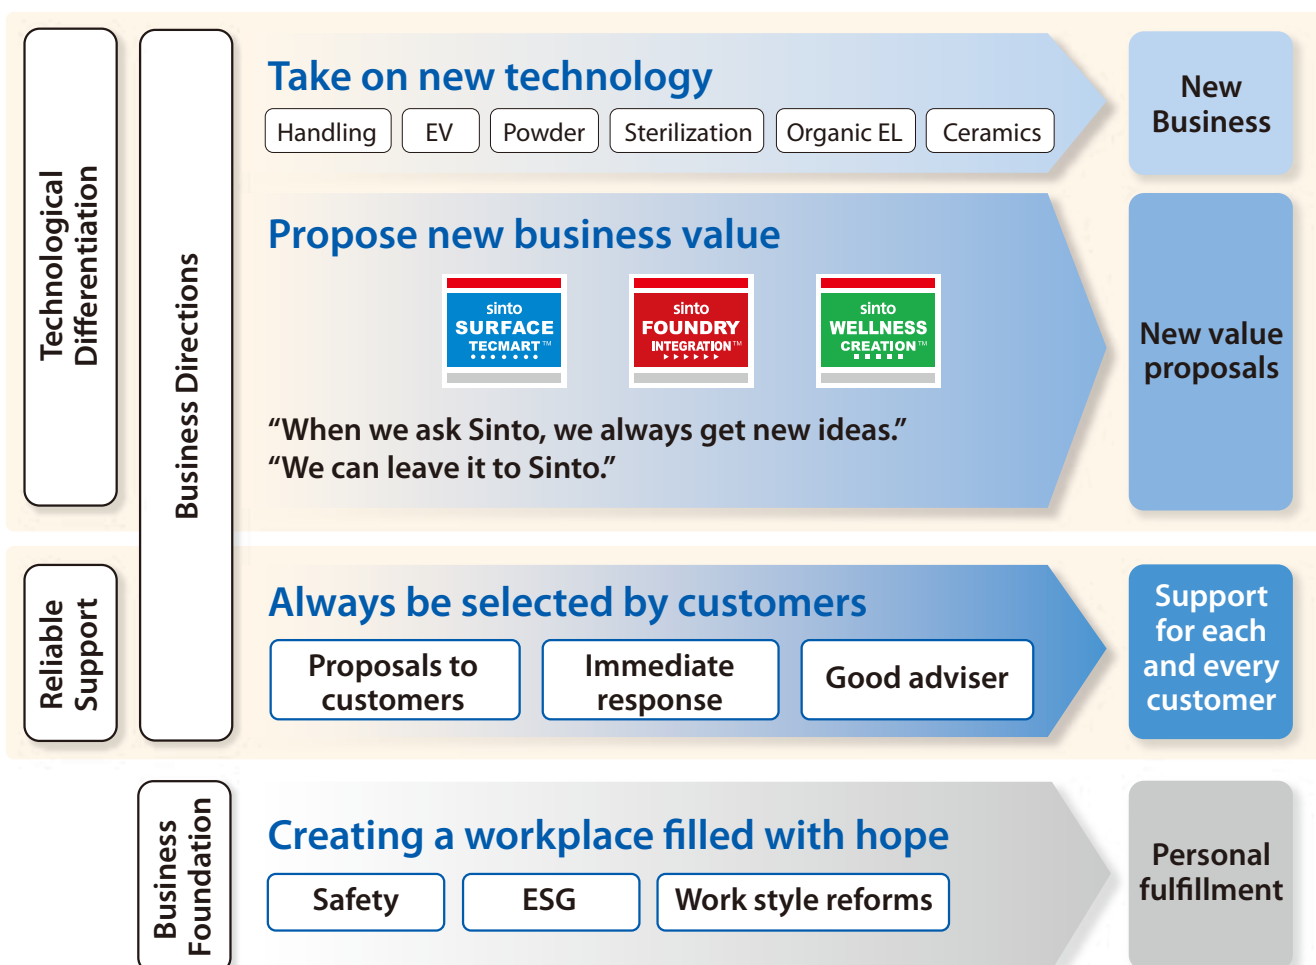 Technological
Differentiation
Business Directions
Take on new technology
Handling
EV
Powder
Sterilization
Organic EL
Ceramics
New
Business
Propose new business value
sinto
SURFACE
TECMART™
sinto
FOUNDRY
INTEGRATION™
sinto
WELLNESS
CREATION™
“When we ask Sinto, we always get new ideas.”
“We can leave it to Sinto.”
New value
proposals
Reliable
Support
Always be selected by customers
Proposals to
customers
Immediate
response
Good adviser
Support
for each
and every
customer
Business
Foundation
Creating a workplace filled with hope
Safety
ESG
Work style reforms
Personal
fulfillment